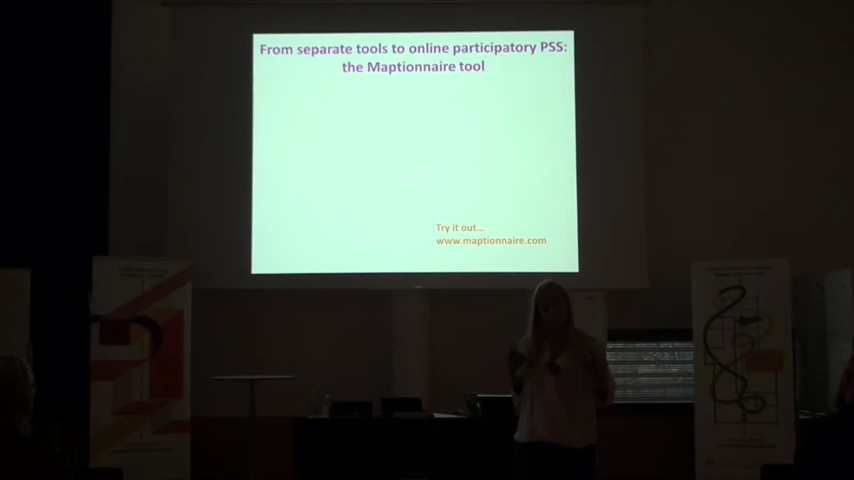 From separate tools to online participatory PSS:
the Maptionnaire tool
Try it out...
www.maptionnaire.com